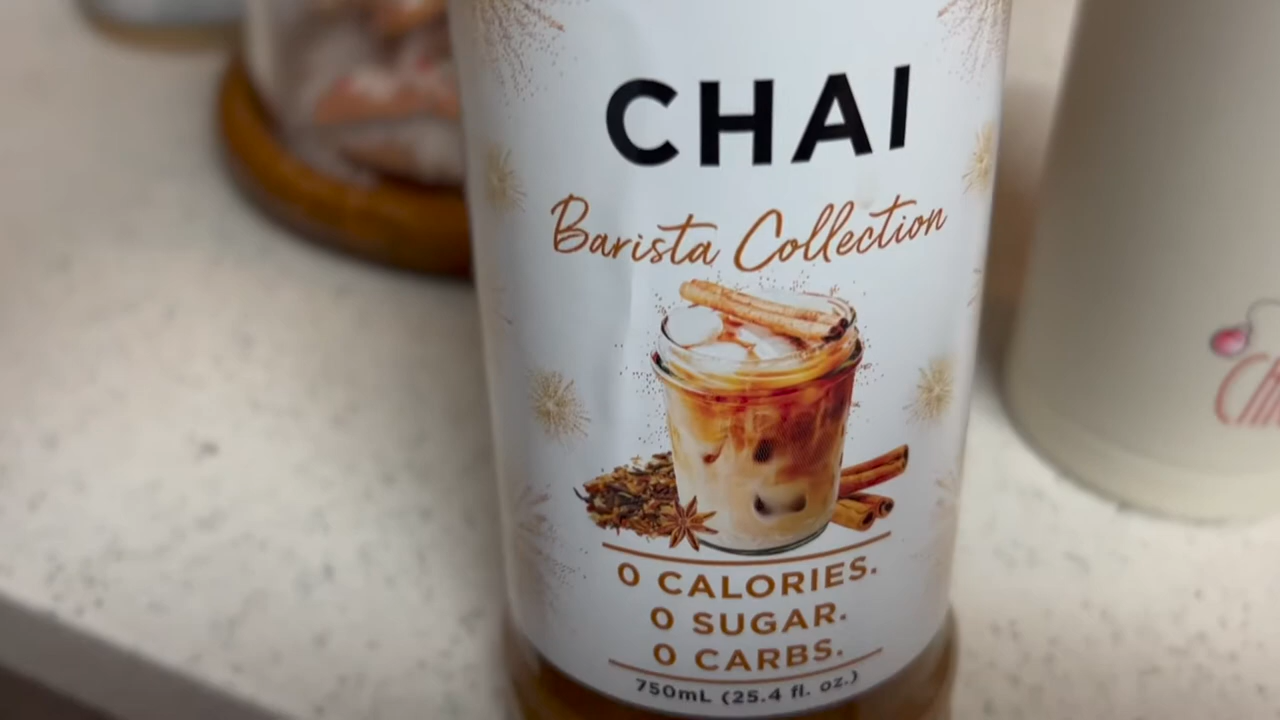 CHAI
Barista Collection
0 CALORIES.
0 SUGAR.
0 CARBS.
750mL (25.4 fl. oz.)